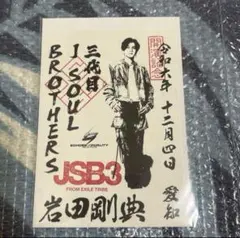 令和六年 十二月四日 愛知
三代目
J SOUL
BROTHERS
JSB3
FROM EXILE TRIBE
岩田剛典